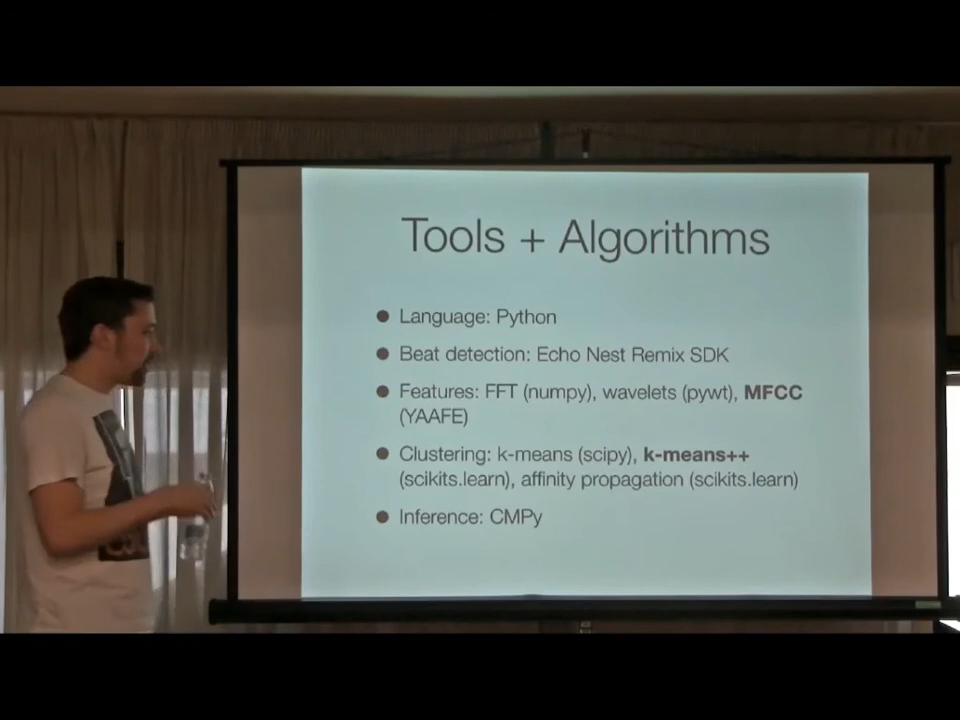 Tools + Algorithms
● Language: Python
● Beat detection: Echo Nest Remix SDK
● Features: FFT (numpy), wavelets (pywt), MFCC
(YAAFE)
● Clustering: k-means (scipy), k-means++
(scikits.learn), affinity propagation (scikits.learn)
● Inference: CMPy